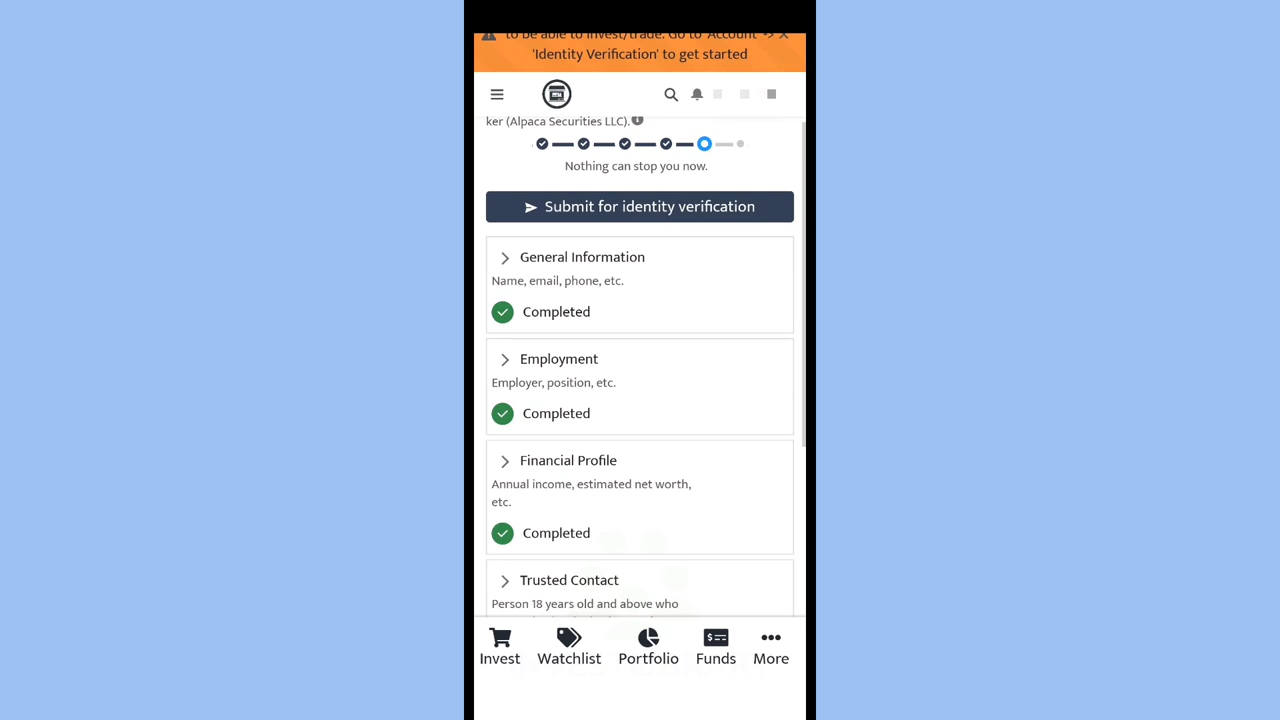 to be able to invest/trade. Go to 'Account' ->
'Identity Verification' to get started
ker (Alpaca Securities LLC).
Nothing can stop you now.
Submit for identity verification
General Information
Name, email, phone, etc.
Completed
Employment
Employer, position, etc.
Completed
Financial Profile
Annual income, estimated net worth,
etc.
Completed
Trusted Contact
Person 18 years old and above who
Invest Watchlist Portfolio Funds More